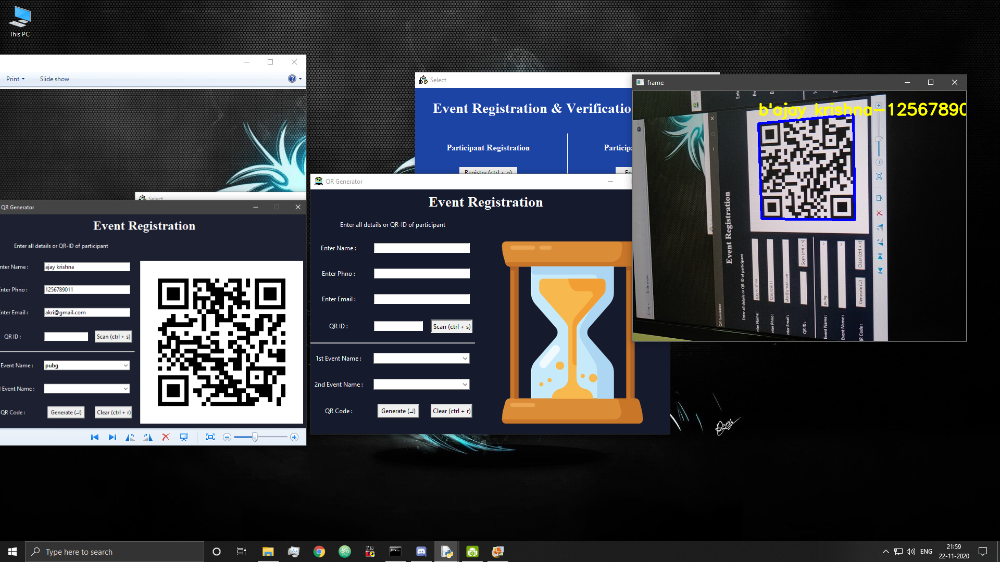 This PC
Print
Slide show
Select
QR Generator
Event Registration
Enter all details or QR-ID of participant
nter Name :
ajay krishna
nter Phno :
1256789011
nter Email :
akri@gmail.com
QR ID :
Scan (ctrl + s)
Event Name :
pubg
Event Name :
QR Code :
Generate (↵)
Clear (ctrl + r)
Select
Event Registration & Verificatio
Participant Registration
Particip
Registry (ctrl + q)
En
QR Generator
Event Registration
Enter all details or QR-ID of participant
Enter Name :
Enter Phno :
Enter Email :
QR ID :
Scan (ctrl + s)
1st Event Name :
2nd Event Name :
QR Code :
Generate (↵)
Clear (ctrl + r)
frame
b'ajay krishna-12567890
Print
Slide show
QR Generator
Event Registration
Enter all details or QR-ID of participant
nter Name :
ajay krishna
nter Phno :
1256789011
nter Email :
akri@gmail.com
QR ID :
Scan (ctrl + s)
Event Name :
pubg
Event Name :
R Code :
Generate (↵)
Clear (ctrl + r)
Type here to search
ENG
21:59
22-11-2020